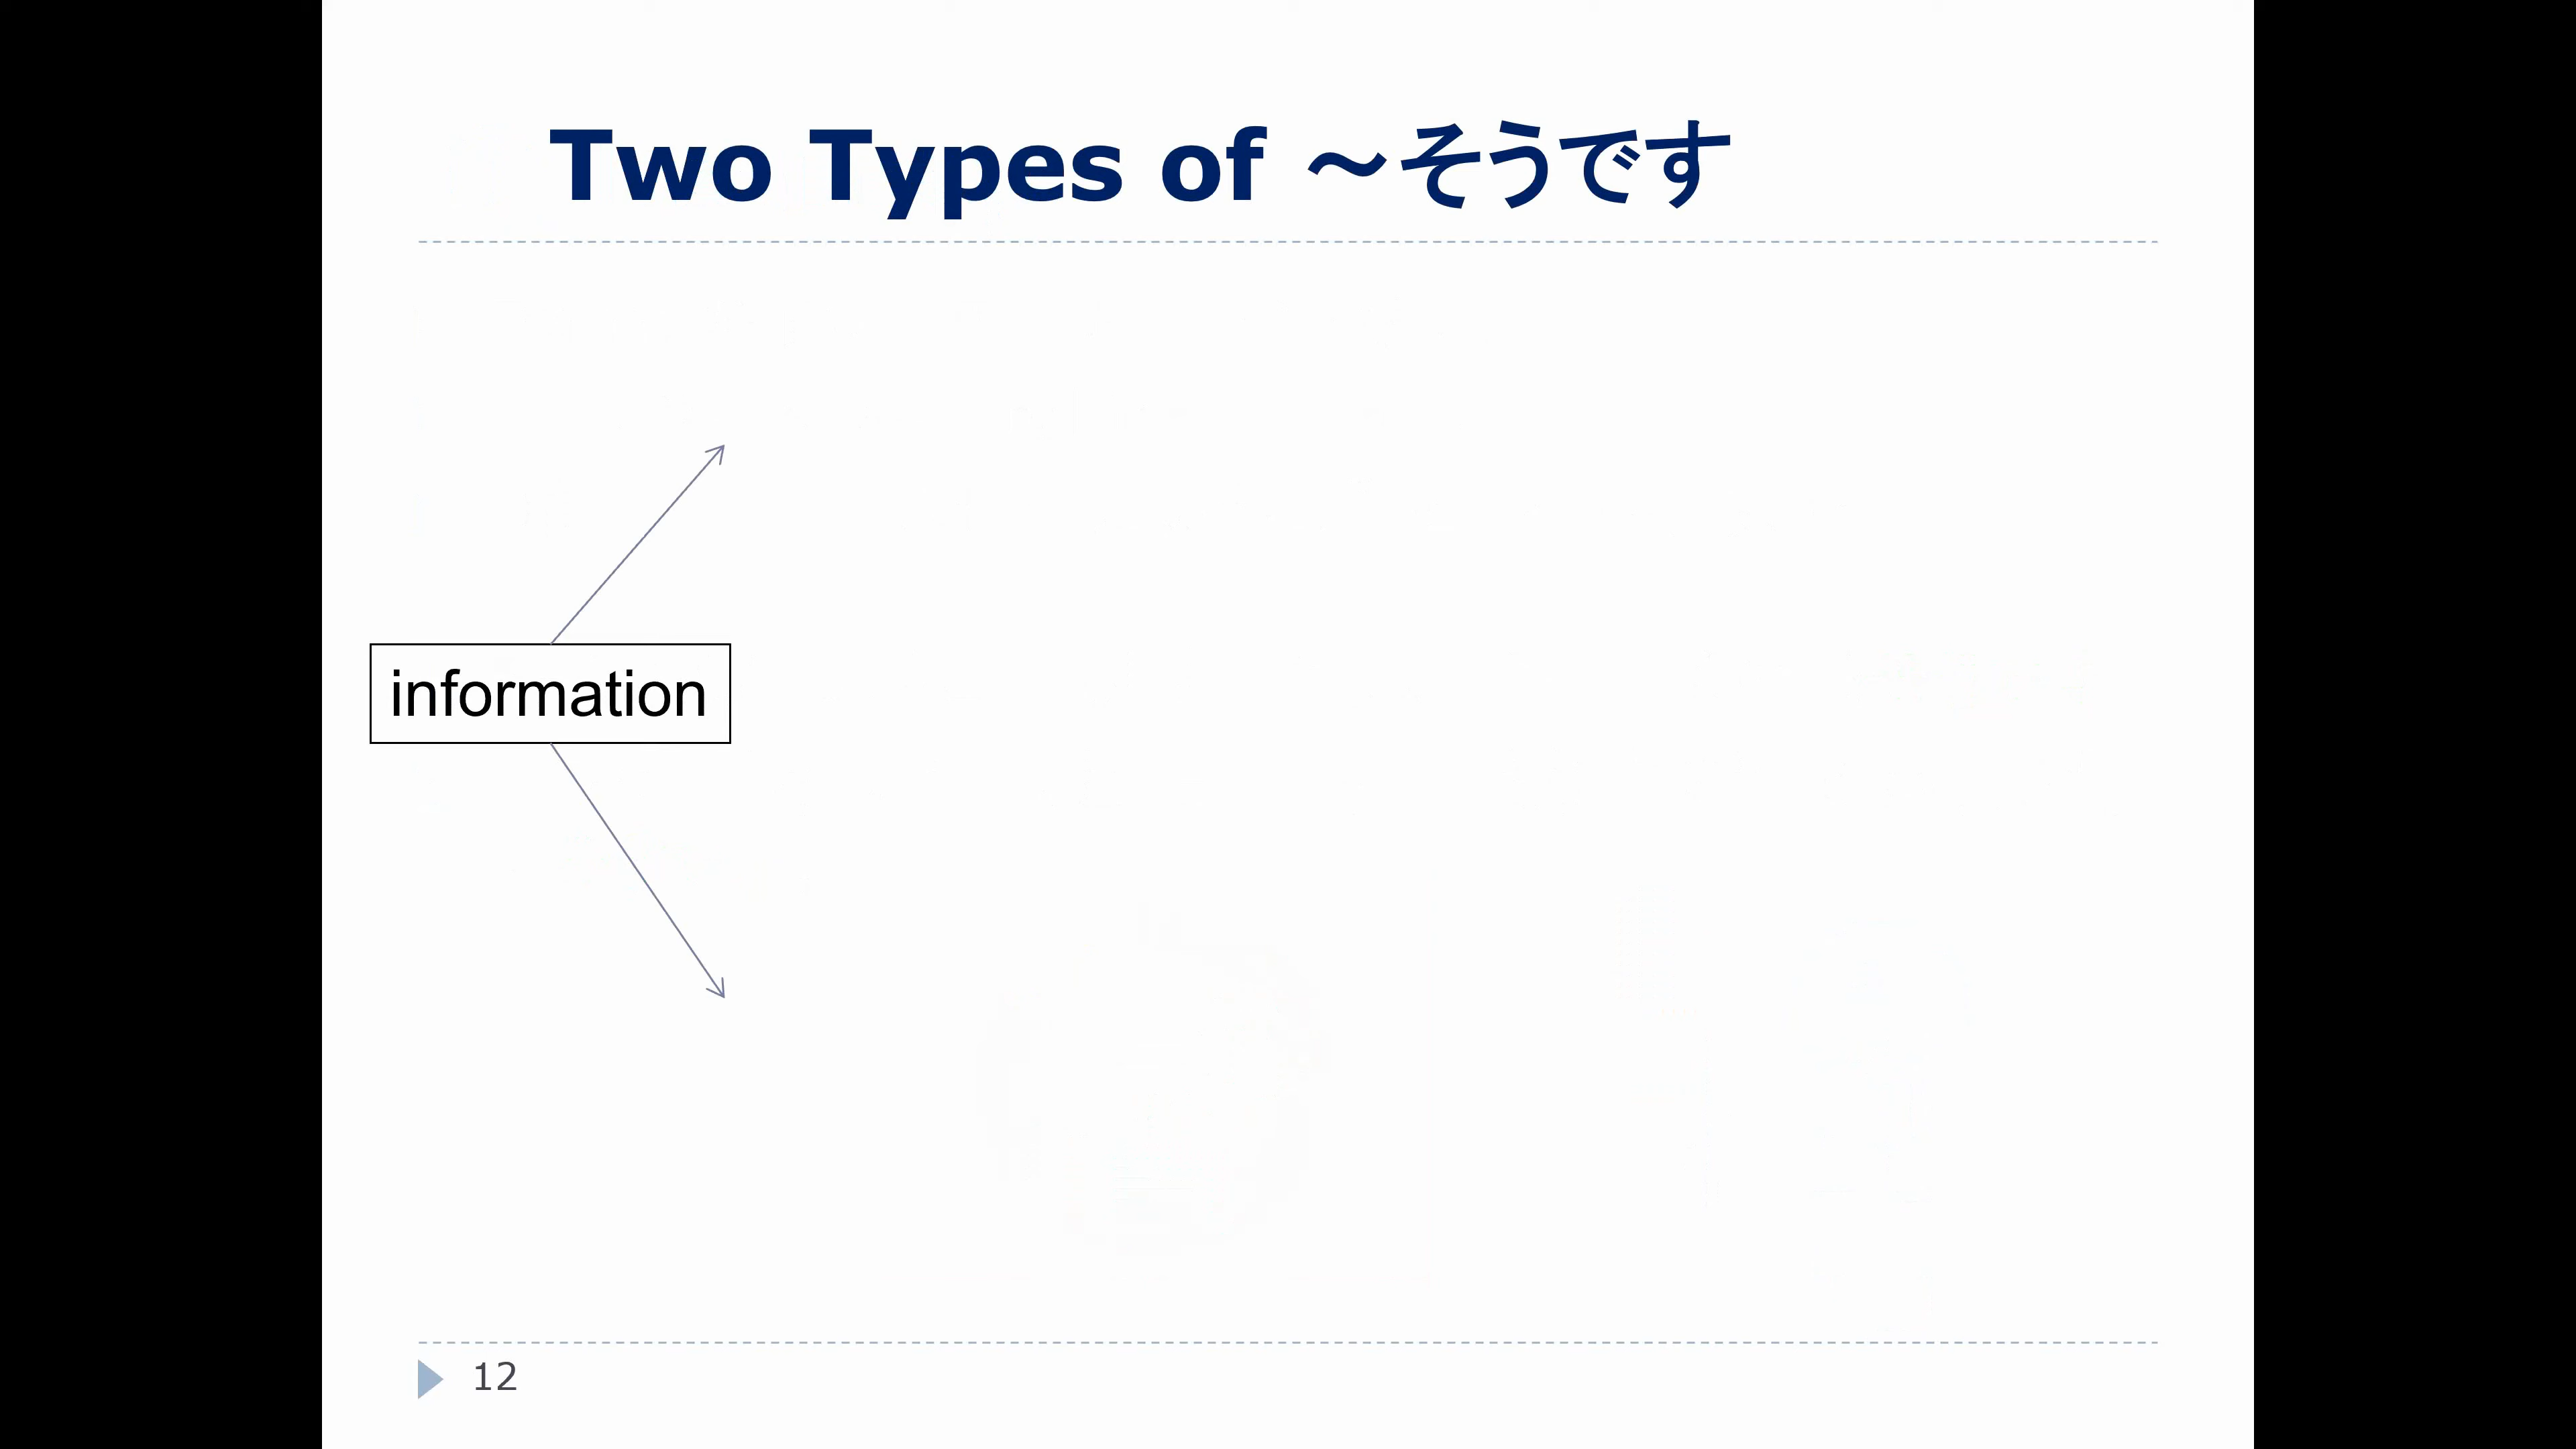 Two Types of ～そうです
information
12